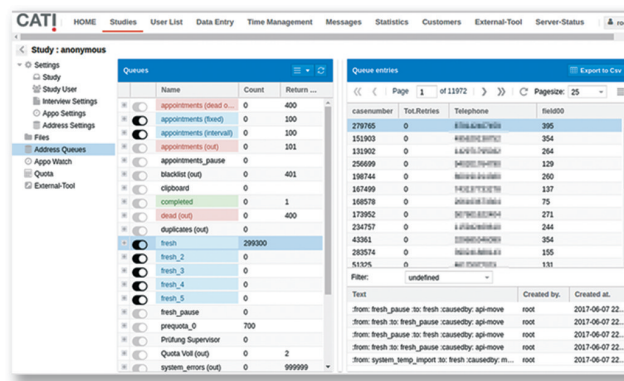 CATI HOME Studies User List Data Entry Time Management Messages Statistics Customers External-Tool Server-Status
Study : anonymous
Settings
Study
Study User
Interview Settings
Appo Settings
Address Settings
Files
Address Queues
Appo Watch
Quota
External-Tool
Queues
Name Count Return ...
appointments (dead o... 0 400
appointments (fixed) 0 100
appointments (interval) 0 100
appointments (out) 0 101
appointments_pause 0
blacklist (out) 0 401
clipboard 0
completed 0 1
dead (out) 0 400
duplicates (out) 0
fresh 299300
fresh_2 0
fresh_3 0
fresh_4 0
fresh_5 0
fresh_pause 0
prequota_0 700
Prüfung Supervisor 0
Quota Voll (out) 0 2
system_errors (out) 0 999999
Queue entries Export to Csv
Page 1 of 11972 Pagesize: 25
casenumber Tot.Retries Telephone field00
279765 0 395
151903 0 354
131902 0 264
256699 0 129
198744 0 260
167499 0 137
168578 0 75
173952 0 271
234757 0 244
43361 0 354
283574 0 155
51325 0 131
Filter: undefined
Text Created by. Created at.
:from: fresh_pause :to: fresh :causedby: api-move root 2017-06-07 22...
:from: fresh :to: fresh_pause :causedby: api-move root 2017-06-07 22...
:from: fresh_pause :to: fresh :causedby: api-move root 2017-06-07 22...
:from: fresh :to: fresh_pause :causedby: api-move root 2017-06-07 22...
:from: system_temp_import :to: fresh :causedby: m... root 2017-06-07 22...